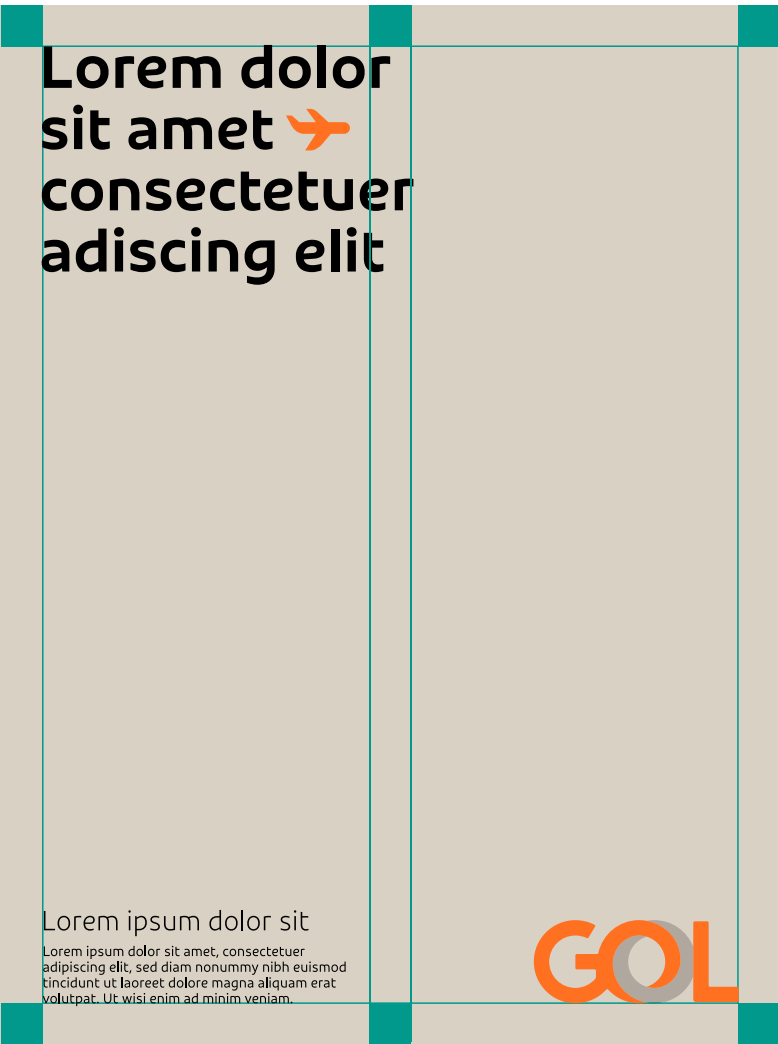 Lorem dolor
sit amet
consectetuer
adiscing elit
Lorem ipsum dolor sit
Lorem ipsum dolor sit amet, consectetuer
adipiscing elit, sed diam nonummy nibh euismod
tincidunt ut laoreet dolore magna aliquam erat
volutpat. Ut wisi enim ad minim veniam.
GOL